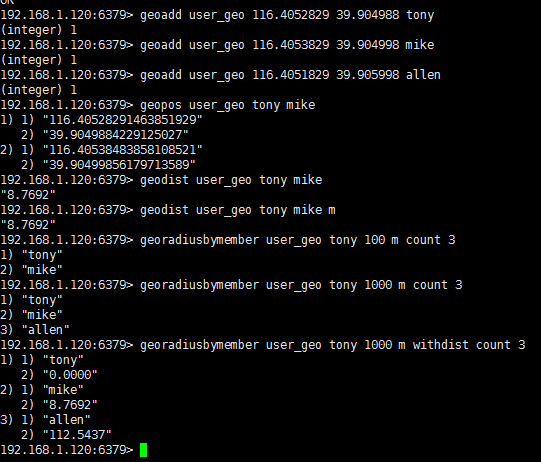 192.168.1.120:6379> geoadd user_geo 116.4052829 39.904988 tony
(integer) 1
192.168.1.120:6379> geoadd user_geo 116.4053829 39.904998 mike
(integer) 1
192.168.1.120:6379> geoadd user_geo 116.4051829 39.905998 allen
(integer) 1
192.168.1.120:6379> geopos user_geo tony mike
1) 1) "116.40528291463851929"
   2) "39.9049884229125027"
2) 1) "116.40538483858108521"
   2) "39.90499856179713589"
192.168.1.120:6379> geodist user_geo tony mike
"8.7692"
192.168.1.120:6379> geodist user_geo tony mike m
"8.7692"
192.168.1.120:6379> georadiusbymember user_geo tony 100 m count 3
1) "tony"
2) "mike"
192.168.1.120:6379> georadiusbymember user_geo tony 1000 m count 3
1) "tony"
2) "mike"
3) "allen"
192.168.1.120:6379> georadiusbymember user_geo tony 1000 m withdist count 3
1) 1) "tony"
   2) "0.0000"
2) 1) "mike"
   2) "8.7692"
3) 1) "allen"
   2) "112.5437"
192.168.1.120:6379>